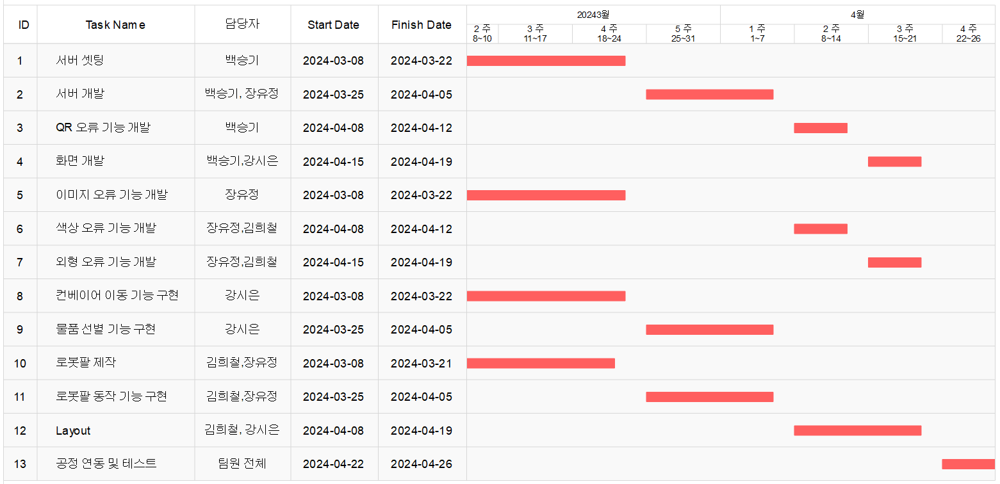 20243월 4월
ID Task Name 담당자 Start Date Finish Date 2 주 3 주 4 주 5 주 1 주 2 주 3 주 4 주
8~10 11~17 18~24 25~31 1~7 8~14 15~21 22~26
1 서버 셋팅 백승기 2024-03-08 2024-03-22
2 서버 개발 백승기, 장유정 2024-03-25 2024-04-05
3 QR 오류 기능 개발 백승기 2024-04-08 2024-04-12
4 화면 개발 백승기,강시은 2024-04-15 2024-04-19
5 이미지 오류 기능 개발 장유정 2024-03-08 2024-03-22
6 색상 오류 기능 개발 장유정,김희철 2024-04-08 2024-04-12
7 외형 오류 기능 개발 장유정,김희철 2024-04-15 2024-04-19
8 컨베이어 이동 기능 구현 강시은 2024-03-08 2024-03-22
9 물품 선별 기능 구현 강시은 2024-03-25 2024-04-05
10 로봇팔 제작 김희철,장유정 2024-03-08 2024-03-21
11 로봇팔 동작 기능 구현 김희철,장유정 2024-03-25 2024-04-05
12 Layout 김희철, 강시은 2024-04-08 2024-04-19
13 공정 연동 및 테스트 팀원 전체 2024-04-22 2024-04-26